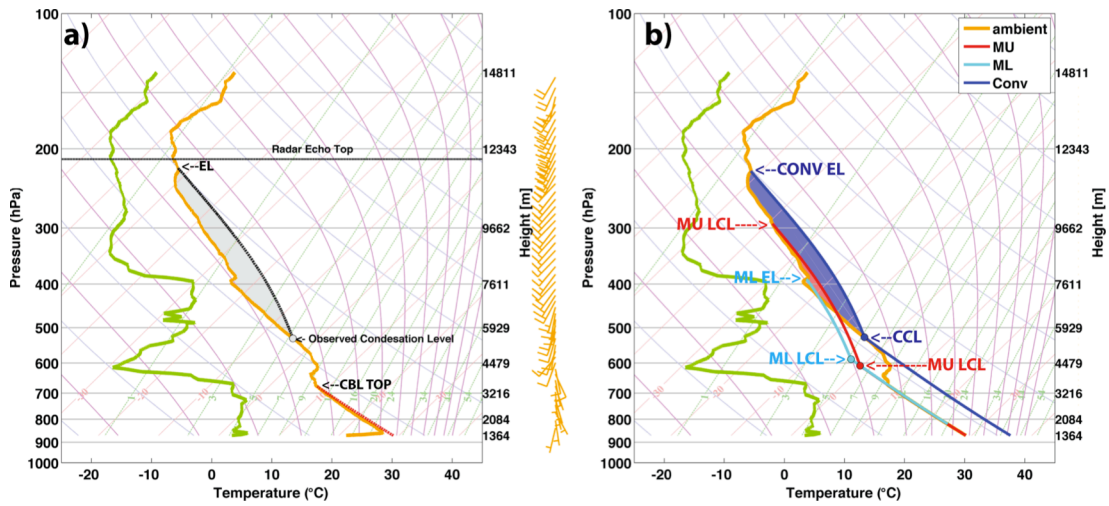 a)
100
200
300
400
500
600
700
800
900
1000
Pressure (hPa)
-20 -10 0 10 20 30 40
Temperature (°C)
14811
12343
9662
7611
5929
4479
3216
2084
1364
Height [m]
Radar Echo Top
<--EL
<- Observed Condesation Level
<--CBL TOP
b)
ambient
MU
ML
Conv
100
200
300
400
500
600
700
800
900
1000
Pressure (hPa)
-20 -10 0 10 20 30 40
Temperature (°C)
14811
12343
9662
7611
5929
4479
3216
2084
1364
Height [m]
<--CONV EL
MU LCL---->
ML EL-->
<--CCL
ML LCL-->
<-------MU LCL